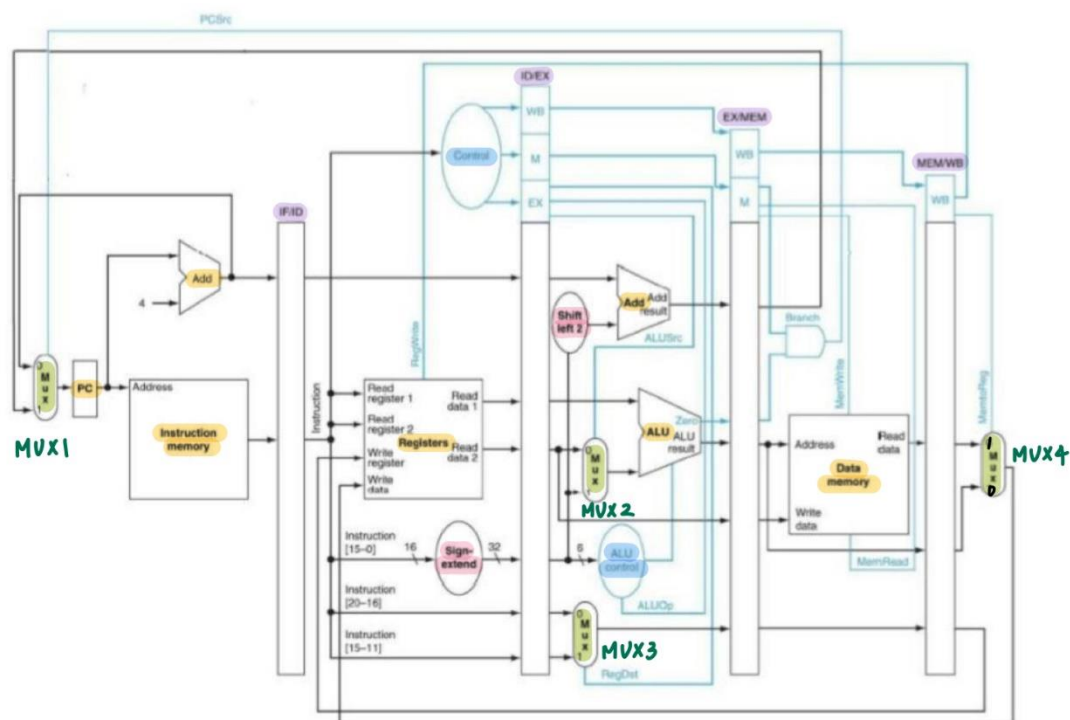 PCSrc
ID/EX
WB
EX/MEM
Control
M
WB
MEM/WB
EX
M
WB
IF/ID
Add
4
Shift
left 2
Add
Add
result
ALUSrc
Branch
RegWrite
MemWrite
MemtoReg
0
M
u
x
1
MUX1
PC
Address
Instruction
memory
Instruction
Read
register 1
Read
register 2
Write
register
Write
data
Registers
Read
data 1
Read
data 2
0
M
u
x
1
MUX2
Zero
ALU
ALU
result
Address
Read
data
Data
memory
Write
data
MemRead
1
M
u
x
0
MUX4
Instruction
[15–0]
16
Sign-
extend
32
6
ALU
control
ALUOp
Instruction
[20–16]
Instruction
[15–11]
0
M
u
x
1
MUX3
RegDst